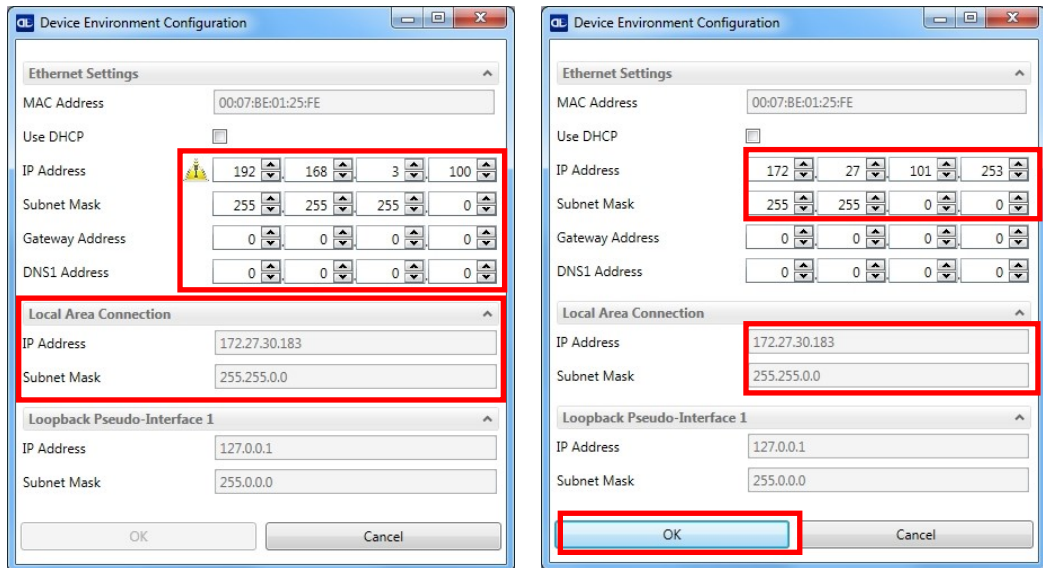 Device Environment Configuration
Ethernet Settings
MAC Address 00:07:BE:01:25:FE
Use DHCP
IP Address 192 . 168 . 3 . 100
Subnet Mask 255 . 255 . 255 . 0
Gateway Address 0 . 0 . 0 . 0
DNS1 Address 0 . 0 . 0 . 0
Local Area Connection
IP Address 172.27.30.183
Subnet Mask 255.255.0.0
Loopback Pseudo-Interface 1
IP Address 127.0.0.1
Subnet Mask 255.0.0.0
OK Cancel
Device Environment Configuration
Ethernet Settings
MAC Address 00:07:BE:01:25:FE
Use DHCP
IP Address 172 . 27 . 101 . 253
Subnet Mask 255 . 255 . 0 . 0
Gateway Address 0 . 0 . 0 . 0
DNS1 Address 0 . 0 . 0 . 0
Local Area Connection
IP Address 172.27.30.183
Subnet Mask 255.255.0.0
Loopback Pseudo-Interface 1
IP Address 127.0.0.1
Subnet Mask 255.0.0.0
OK Cancel